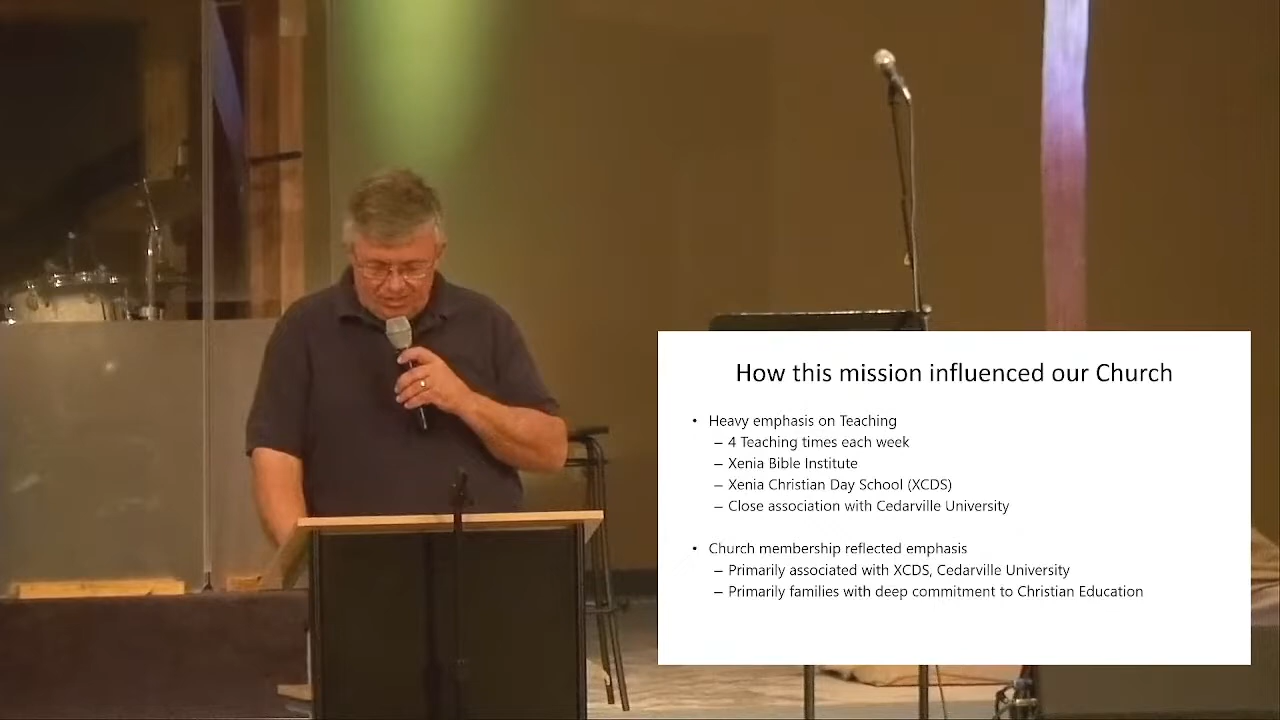 How this mission influenced our Church
• Heavy emphasis on Teaching
– 4 Teaching times each week
– Xenia Bible Institute
– Xenia Christian Day School (XCDS)
– Close association with Cedarville University
• Church membership reflected emphasis
– Primarily associated with XCDS, Cedarville University
– Primarily families with deep commitment to Christian Education